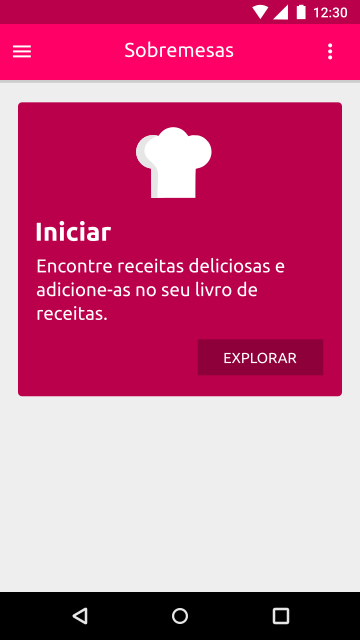 12:30
Sobremesas
Iniciar
Encontre receitas deliciosas e
adicione-as no seu livro de
receitas.
EXPLORAR